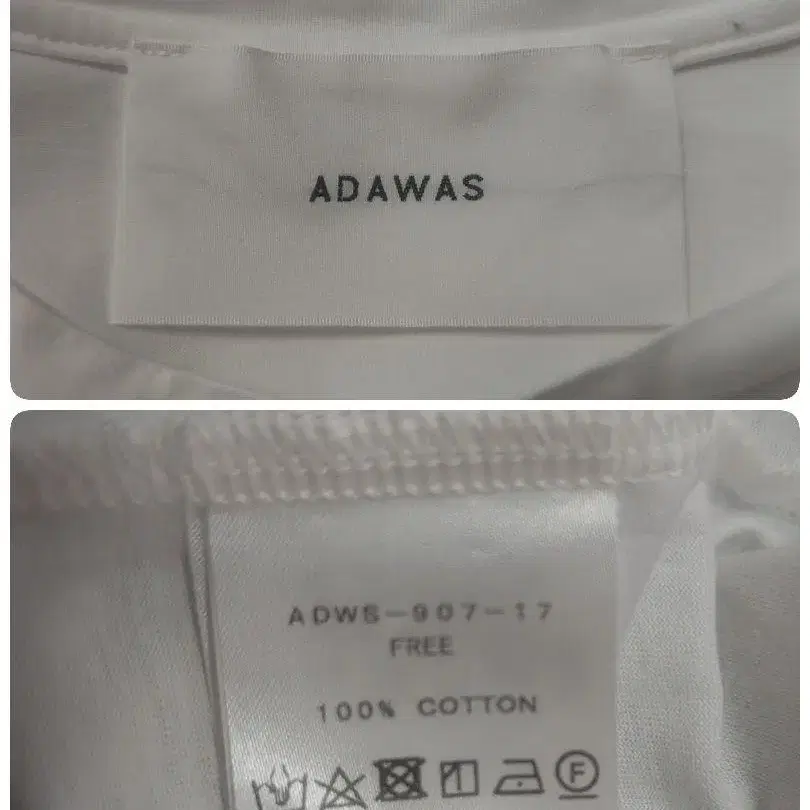 ADAWAS
ADWS-907-17
FREE
100% COTTON
F